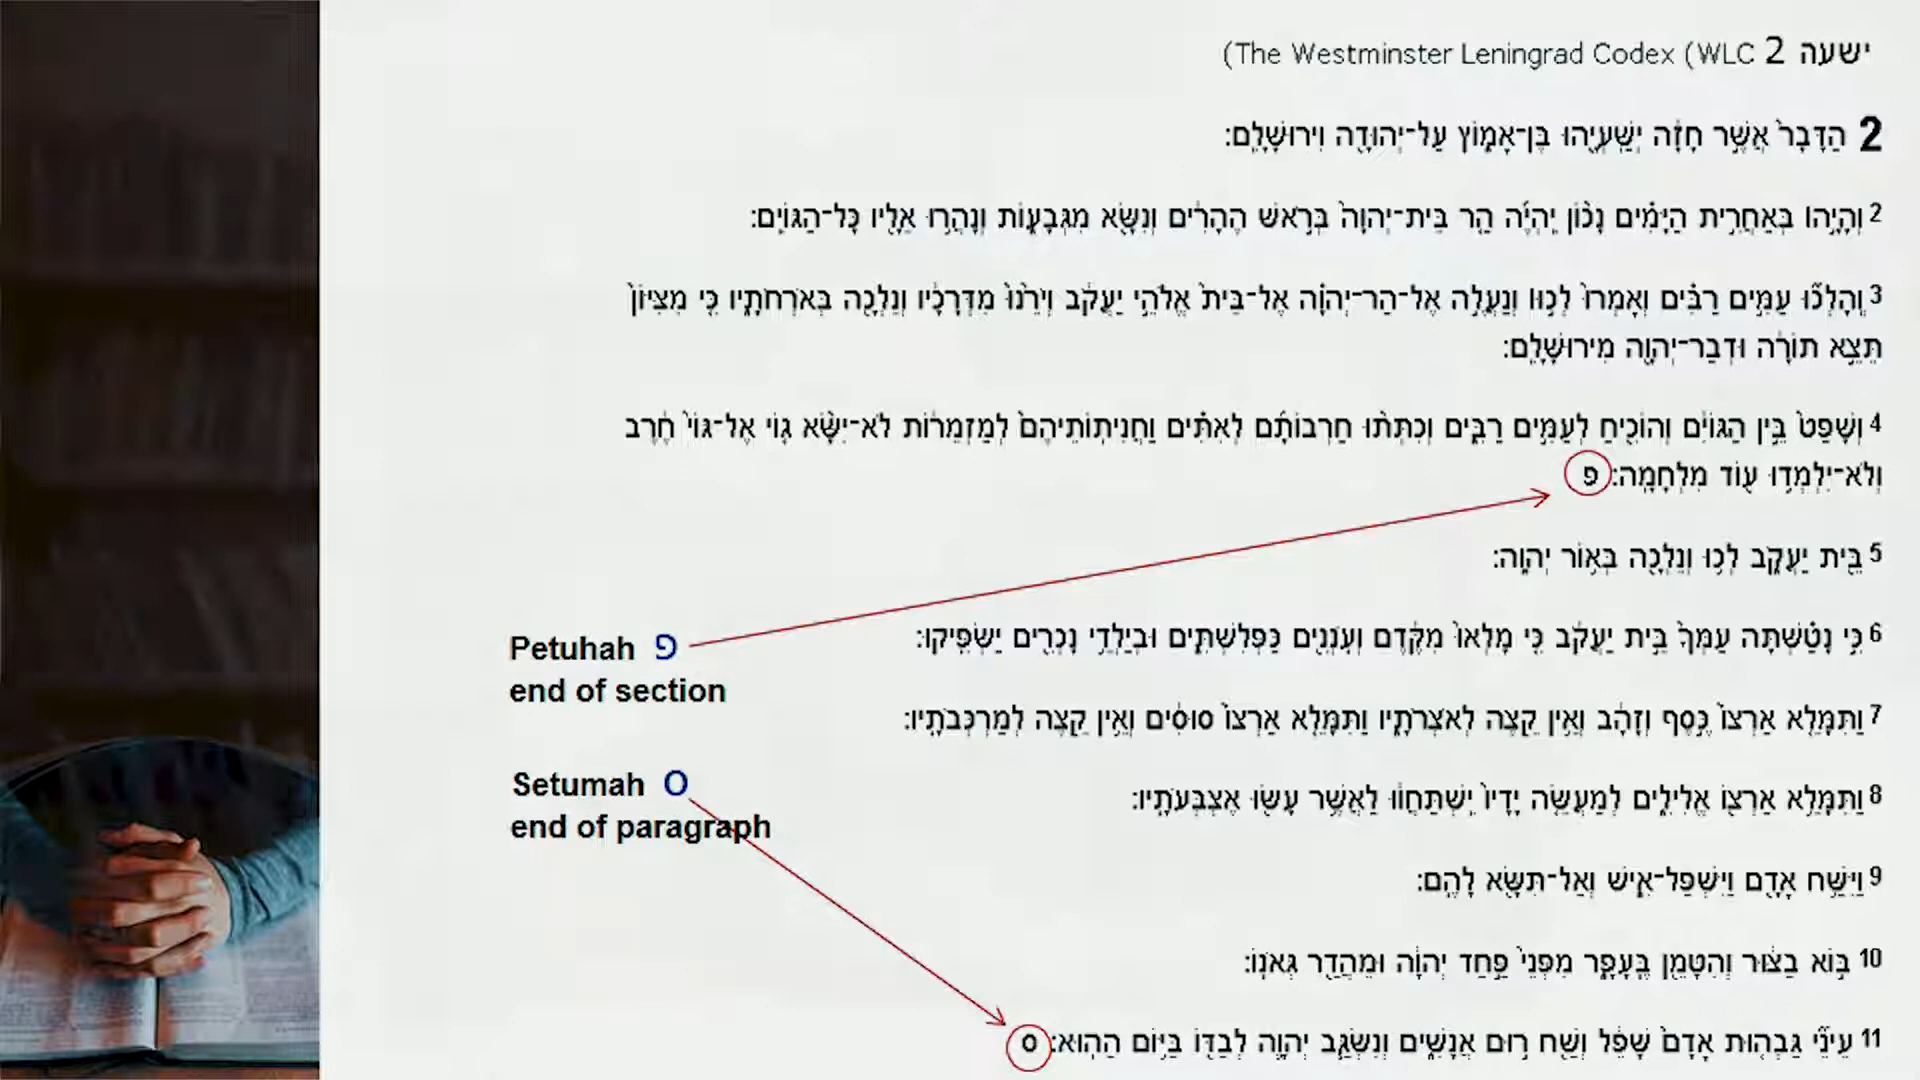 ישעה 2 The Westminster Leningrad Codex (WLC)
2 הַדָּבָר֙ אֲשֶׁ֣ר חָזָ֔ה יְשַֽׁעְיָ֖הוּ בֶּן־אָמ֑וֹץ עַל־יְהוּדָ֖ה וִירוּשָׁלִָֽם׃
2 וְהָיָ֣ה׀ בְּאַחֲרִ֣ית הַיָּמִ֗ים נָכ֨וֹן יִֽהְיֶ֜ה הַ֤ר בֵּית־יְהוָה֙ בְּרֹ֣אשׁ הֶהָרִ֔ים וְנִשָּׂ֖א מִגְּבָע֑וֹת וְנָהֲר֥וּ אֵלָ֖יו כָּל־הַגּוֹיִֽם׃
3 וְֽהָלְכ֞וּ עַמִּ֣ים רַבִּ֗ים וְאָמְרוּ֙ לְכ֣וּ׀ וְנַעֲלֶ֣ה אֶל־הַר־יְהוָ֗ה אֶל־בֵּית֙ אֱלֹהֵ֣י יַעֲקֹ֔ב וְיֹרֵ֙נוּ֙ מִדְּרָכָ֔יו וְנֵלְכָ֖ה בְּאֹרְחֹתָ֑יו כִּ֤י מִצִּיּוֹן֙
תֵּצֵ֣א תוֹרָ֔ה וּדְבַר־יְהוָ֖ה מִירוּשָׁלִָֽם׃
4 וְשָׁפַט֙ בֵּ֣ין הַגּוֹיִ֔ם וְהוֹכִ֖יחַ לְעַמִּ֣ים רַבִּ֑ים וְכִתְּת֨וּ חַרְבוֹתָ֜ם לְאִתִּ֗ים וַחֲנִיתֽוֹתֵיהֶם֙ לְמַזְמֵר֔וֹת לֹא־יִשָּׂ֨א ג֤וֹי אֶל־גּוֹי֙ חֶ֔רֶב
וְלֹא־יִלְמְד֥וּ ע֖וֹד מִלְחָמָֽה׃ פ
5 בֵּ֖ית יַעֲקֹ֑ב לְכ֥וּ וְנֵלְכָ֖ה בְּא֥וֹר יְהוָֽה׃
Petuhah פ
end of section
6 כִּ֣י נָטַ֗שְׁתָּה עַמְּךָ֙ בֵּ֣ית יַעֲקֹ֔ב כִּ֤י מָלְאוּ֙ מִקֶּ֔דֶם וְעֹֽנְנִ֖ים כַּפְּלִשְׁתִּ֑ים וּבְיַלְדֵ֥י נָכְרִ֖ים יַשְׂפִּֽיקוּ׃
7 וַתִּמָּלֵ֤א אַרְצוֹ֙ כֶּ֣סֶף וְזָהָ֔ב וְאֵ֥ין קֵ֖צֶה לְאֹצְרֹתָ֑יו וַתִּמָּלֵ֤א אַרְצוֹ֙ סוּסִ֔ים וְאֵ֥ין קֵ֖צֶה לְמַרְכְּבֹתָֽיו׃
Setumah ס
end of paragraph
8 וַתִּמָּלֵ֥א אַרְצ֖וֹ אֱלִילִ֑ים לְמַעֲשֵׂ֤ה יָדָיו֙ יִֽשְׁתַּחֲו֔וּ לַאֲשֶׁ֥ר עָשׂ֖וּ אֶצְבְּעֹתָֽיו׃
9 וַיִּשַּׁ֥ח אָדָ֖ם וַיִּשְׁפַּל־אִ֑ישׁ וְאַל־תִּשָּׂ֖א לָהֶֽם׃
10 בּ֣וֹא בַצּ֔וּר וְהִטָּמֵ֖ן בֶּֽעָפָ֑ר מִפְּנֵי֙ פַּ֣חַד יְהוָ֔ה וּמֵהֲדַ֖ר גְּאֹנֽוֹ׃
11 עֵינֵ֞י גַּבְה֤וּת אָדָם֙ שָׁפֵ֔ל וְשַׁ֖ח ר֣וּם אֲנָשִׁ֑ים וְנִשְׂגַּ֧ב יְהוָ֛ה לְבַדּ֖וֹ בַּיּ֥וֹם הַהֽוּא׃ ס